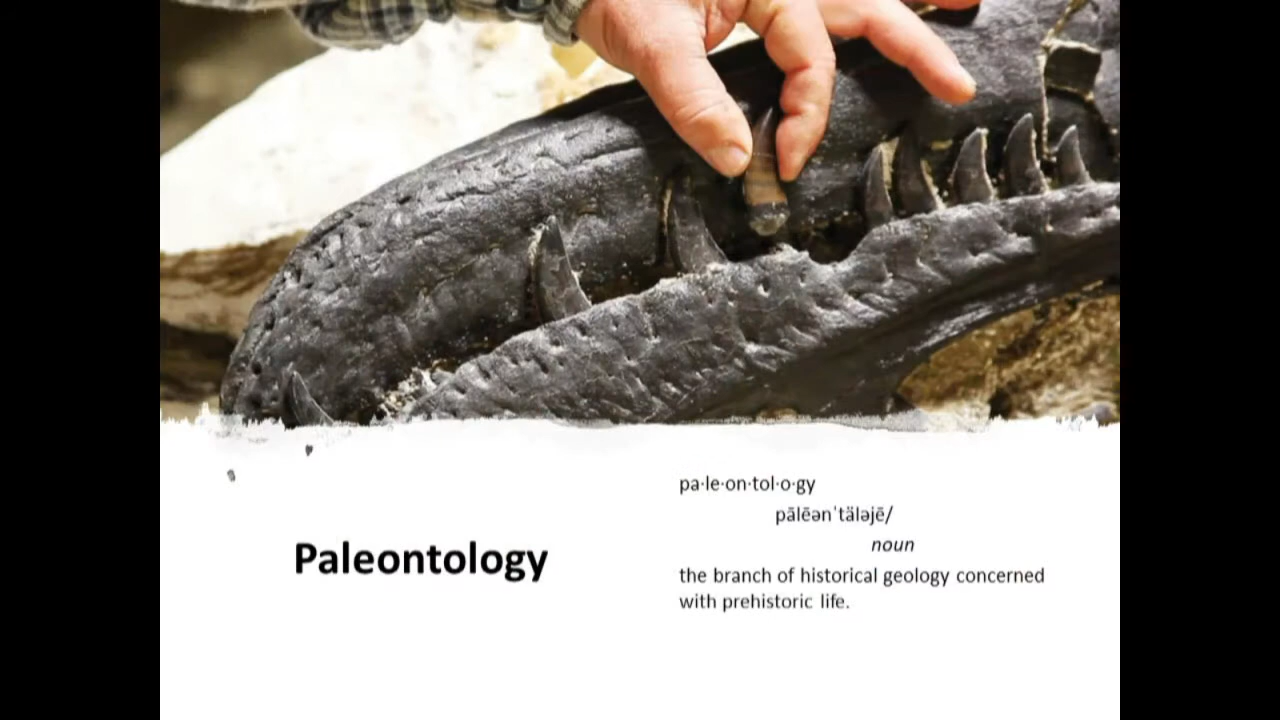 Paleontology
pa·le·on·tol·o·gy
pālēənˈtäləjē/
noun
the branch of historical geology concerned
with prehistoric life.